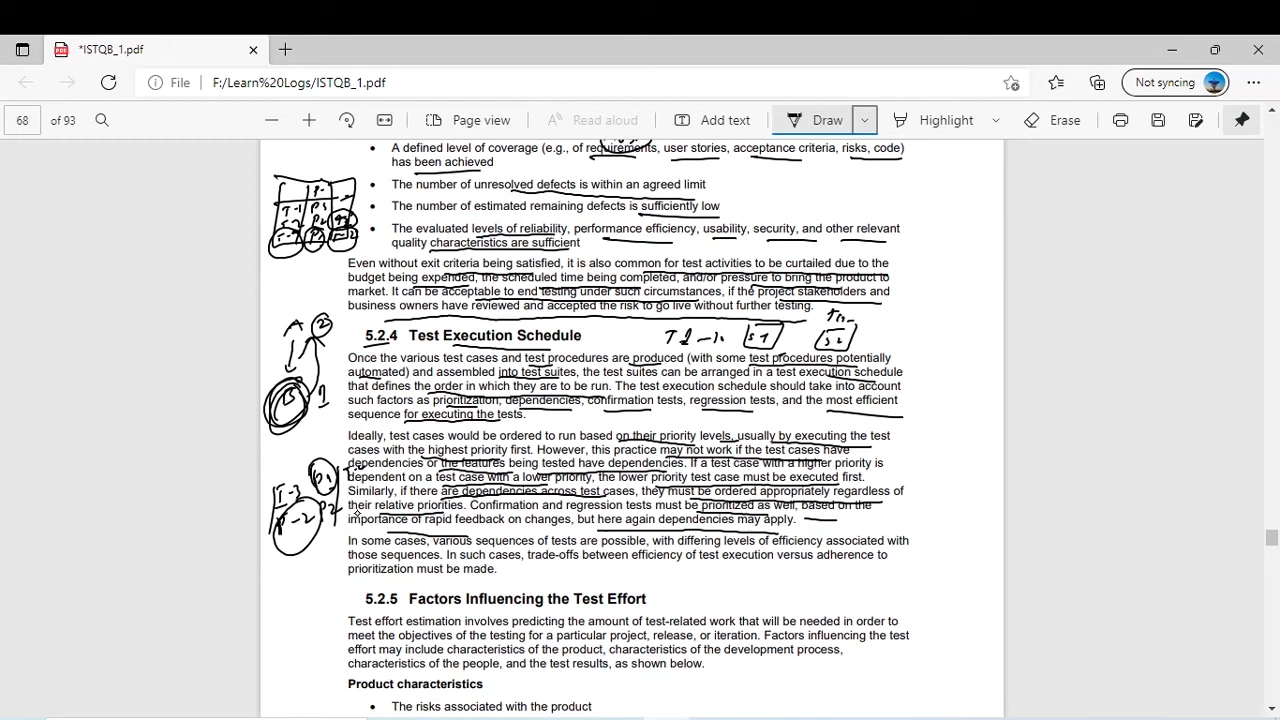 *ISTQB_1.pdf
File F:/Learn%20Logs/ISTQB_1.pdf Not syncing
68 of 93 Page view Read aloud Add text Draw Highlight Erase
• A defined level of coverage (e.g., of requirements, user stories, acceptance criteria, risks, code)
has been achieved
• The number of unresolved defects is within an agreed limit
• The number of estimated remaining defects is sufficiently low
• The evaluated levels of reliability, performance efficiency, usability, security, and other relevant
quality characteristics are sufficient
Even without exit criteria being satisfied, it is also common for test activities to be curtailed due to the
budget being expended, the scheduled time being completed, and/or pressure to bring the product to
market. It can be acceptable to end testing under such circumstances, if the project stakeholders and
business owners have reviewed and accepted the risk to go live without further testing.
5.2.4 Test Execution Schedule
Once the various test cases and test procedures are produced (with some test procedures potentially
automated) and assembled into test suites, the test suites can be arranged in a test execution schedule
that defines the order in which they are to be run. The test execution schedule should take into account
such factors as prioritization, dependencies, confirmation tests, regression tests, and the most efficient
sequence for executing the tests.
Ideally, test cases would be ordered to run based on their priority levels, usually by executing the test
cases with the highest priority first. However, this practice may not work if the test cases have
dependencies or the features being tested have dependencies. If a test case with a higher priority is
dependent on a test case with a lower priority, the lower priority test case must be executed first.
Similarly, if there are dependencies across test cases, they must be ordered appropriately regardless of
their relative priorities. Confirmation and regression tests must be prioritized as well, based on the
importance of rapid feedback on changes, but here again dependencies may apply.
In some cases, various sequences of tests are possible, with differing levels of efficiency associated with
those sequences. In such cases, trade-offs between efficiency of test execution versus adherence to
prioritization must be made.
5.2.5 Factors Influencing the Test Effort
Test effort estimation involves predicting the amount of test-related work that will be needed in order to
meet the objectives of the testing for a particular project, release, or iteration. Factors influencing the test
effort may include characteristics of the product, characteristics of the development process,
characteristics of the people, and the test results, as shown below.
Product characteristics
• The risks associated with the product